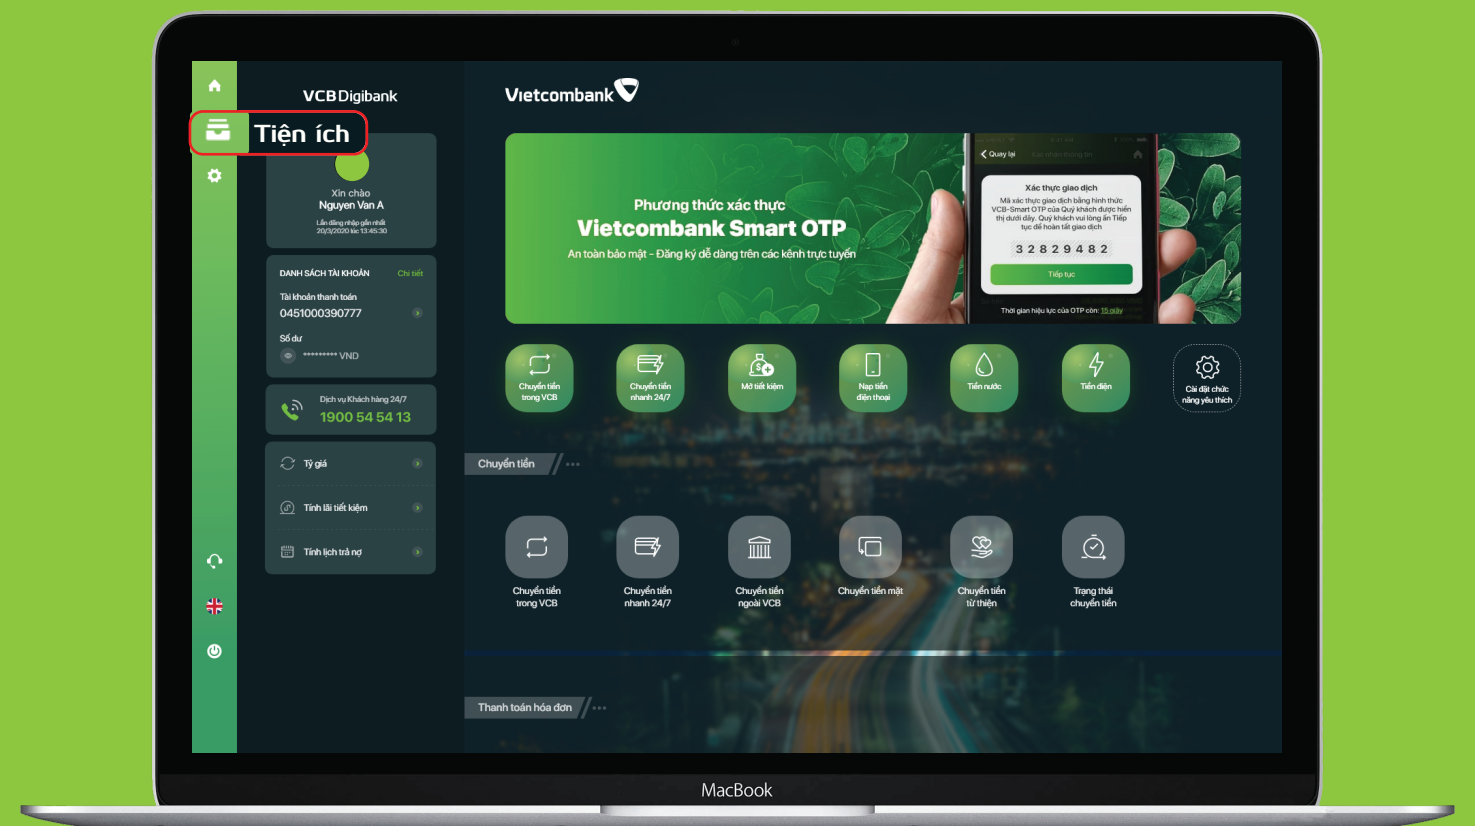 VCB Digibank
Tiện ích
Xin chào
Nguyen Van A
Lần đăng nhập gần nhất
20/3/2020 lúc 13:45:30
DANH SÁCH TÀI KHOẢN
Chi tiết
Tài khoản thanh toán
0451000390777
Số dư
********* VND
Dịch vụ Khách hàng 24/7
1900 54 54 13
Tỷ giá
Tính lãi tiết kiệm
Tính lịch trả nợ
Vietcombank
Phương thức xác thực
Vietcombank Smart OTP
An toàn bảo mật - Đăng ký dễ dàng trên các kênh trực tuyến
Quay lại
Xác thực giao dịch
Mã xác thực giao dịch bằng hình thức
VCB-Smart OTP của Quý khách được hiển
thị dưới đây. Quý khách vui lòng ấn Tiếp
tục để hoàn tất giao dịch
3 2 8 2 9 4 8 2
Tiếp tục
Thời gian hiệu lực của OTP còn: 15 giây
Chuyển tiền
trong VCB
Chuyển tiền
nhanh 24/7
Mở tiết kiệm
Nạp tiền
điện thoại
Tiền nước
Tiền điện
Cài đặt chức
năng yêu thích
Chuyển tiền
Chuyển tiền
trong VCB
Chuyển tiền
nhanh 24/7
Chuyển tiền
ngoài VCB
Chuyển tiền mặt
Chuyển tiền
từ thiện
Trạng thái
chuyển tiền
Thanh toán hóa đơn
MacBook